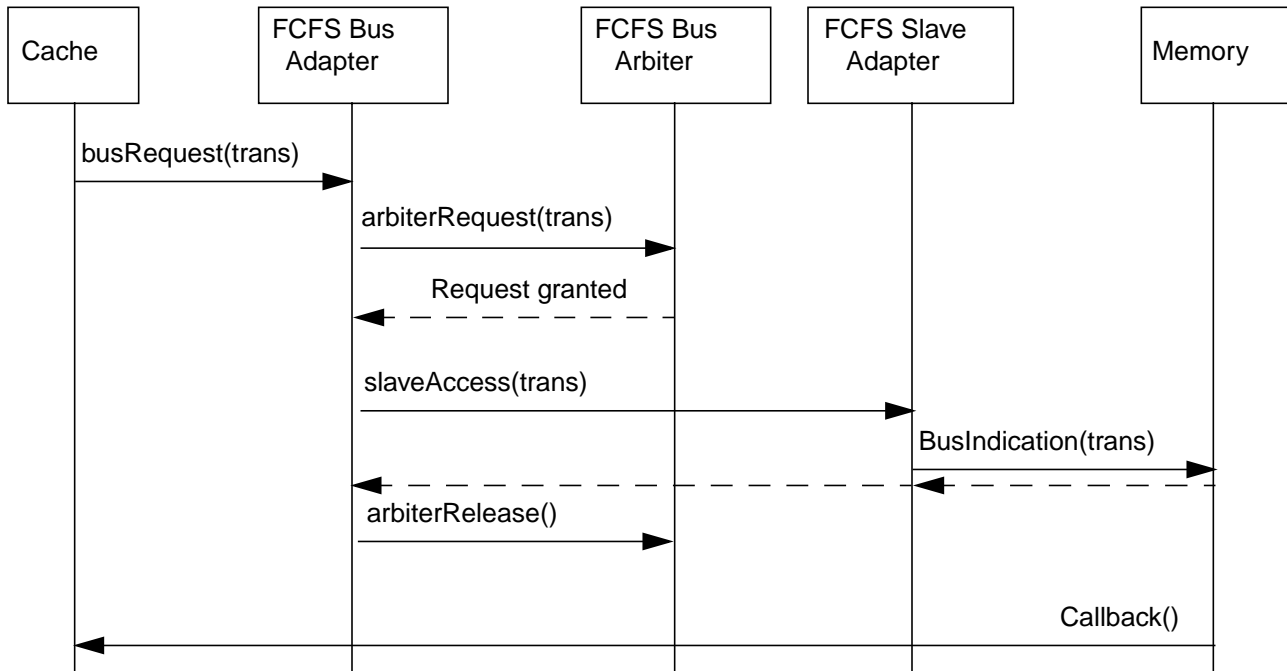 Cache
FCFS Bus
Adapter
FCFS Bus
Arbiter
FCFS Slave
Adapter
Memory
busRequest(trans)
arbiterRequest(trans)
Request granted
slaveAccess(trans)
BusIndication(trans)
arbiterRelease()
Callback()